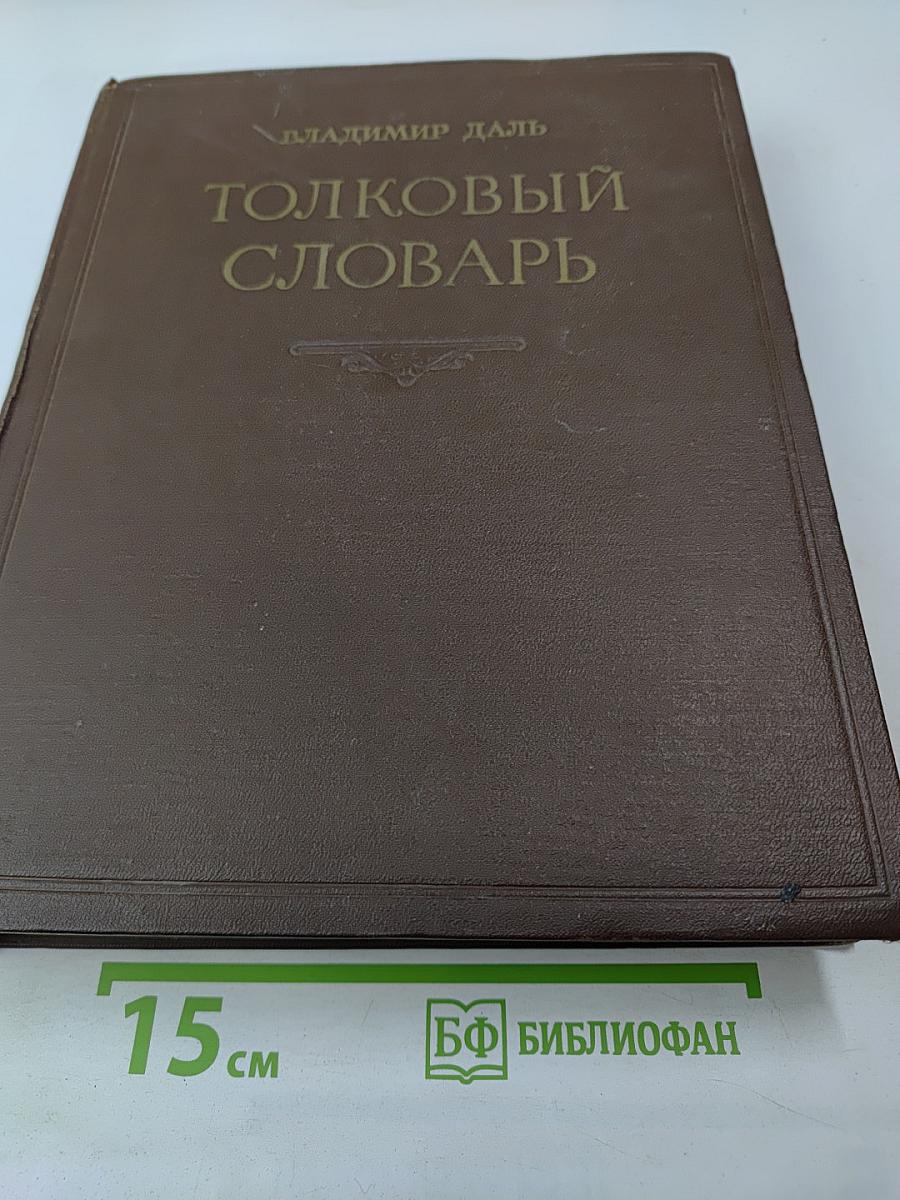 ВЛАДИМИР ДАЛЬ
ТОЛКОВЫЙ
СЛОВАРЬ
15 см
БФ БИБЛИОФАН